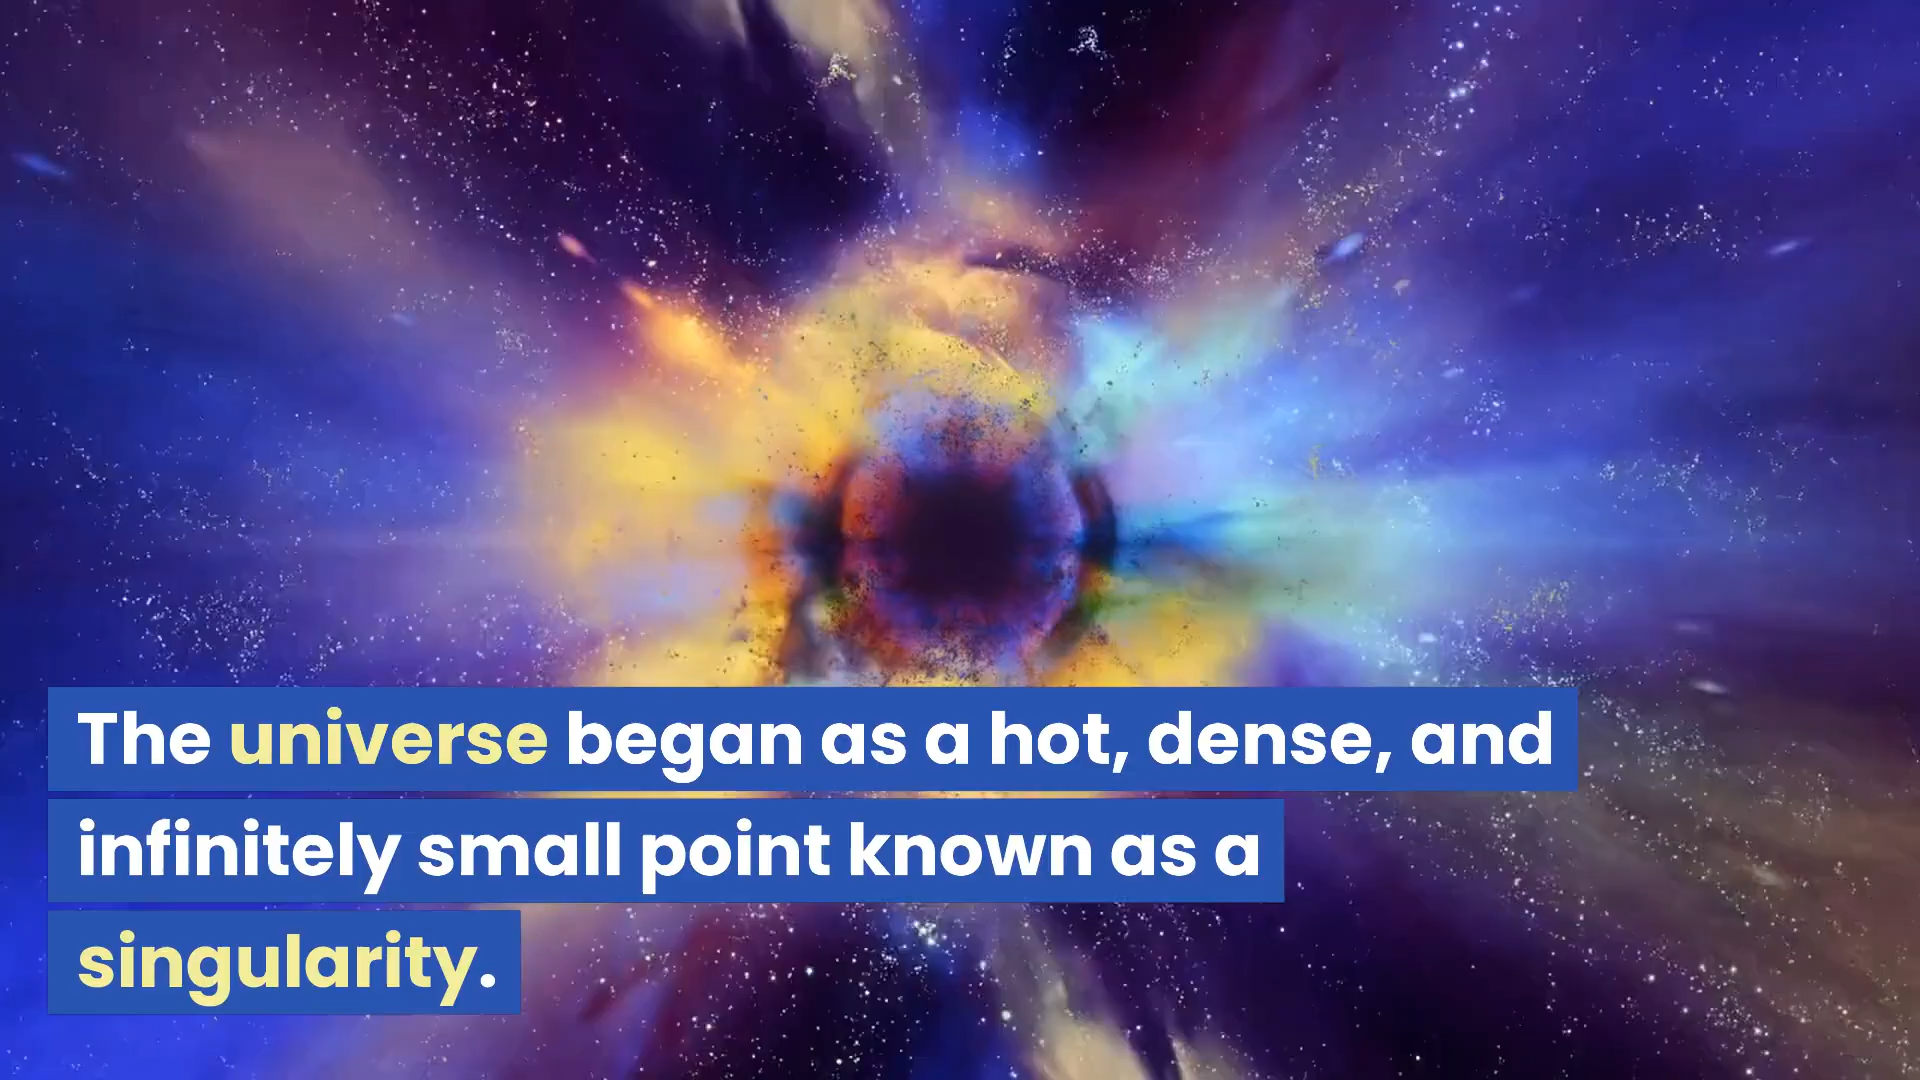 The universe began as a hot, dense, and
infinitely small point known as a
singularity.